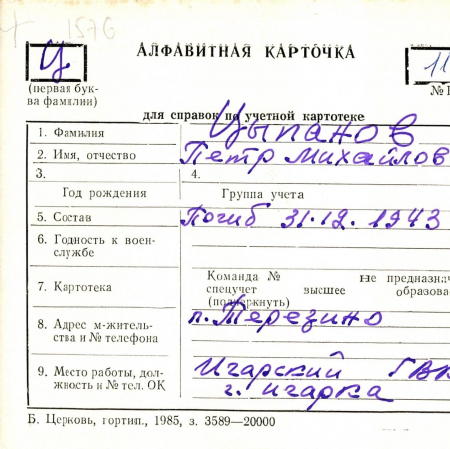 1576
Ц АЛФАВИТНАЯ КАРТОЧКА 11
(первая бук-
ва фамилии)
для справок по учетной картотеке
1. Фамилия Цыпанов
2. Имя, отчество Петр Михайлов
3. 4.
Год рождения Группа учета
5. Состав Погиб 31.12.1943
6. Годность к воен-
службе
Команда № не предназнач
7. Картотека спецучет высшее образова
(подчеркнуть)
8. Адрес м-житель-
ства и № телефона п. Терезино
9. Место работы, дол-
жность и № тел. ОК Игарский ГВК
г. игарка
Б. Церковь, гортип., 1985, з. 3589—20000